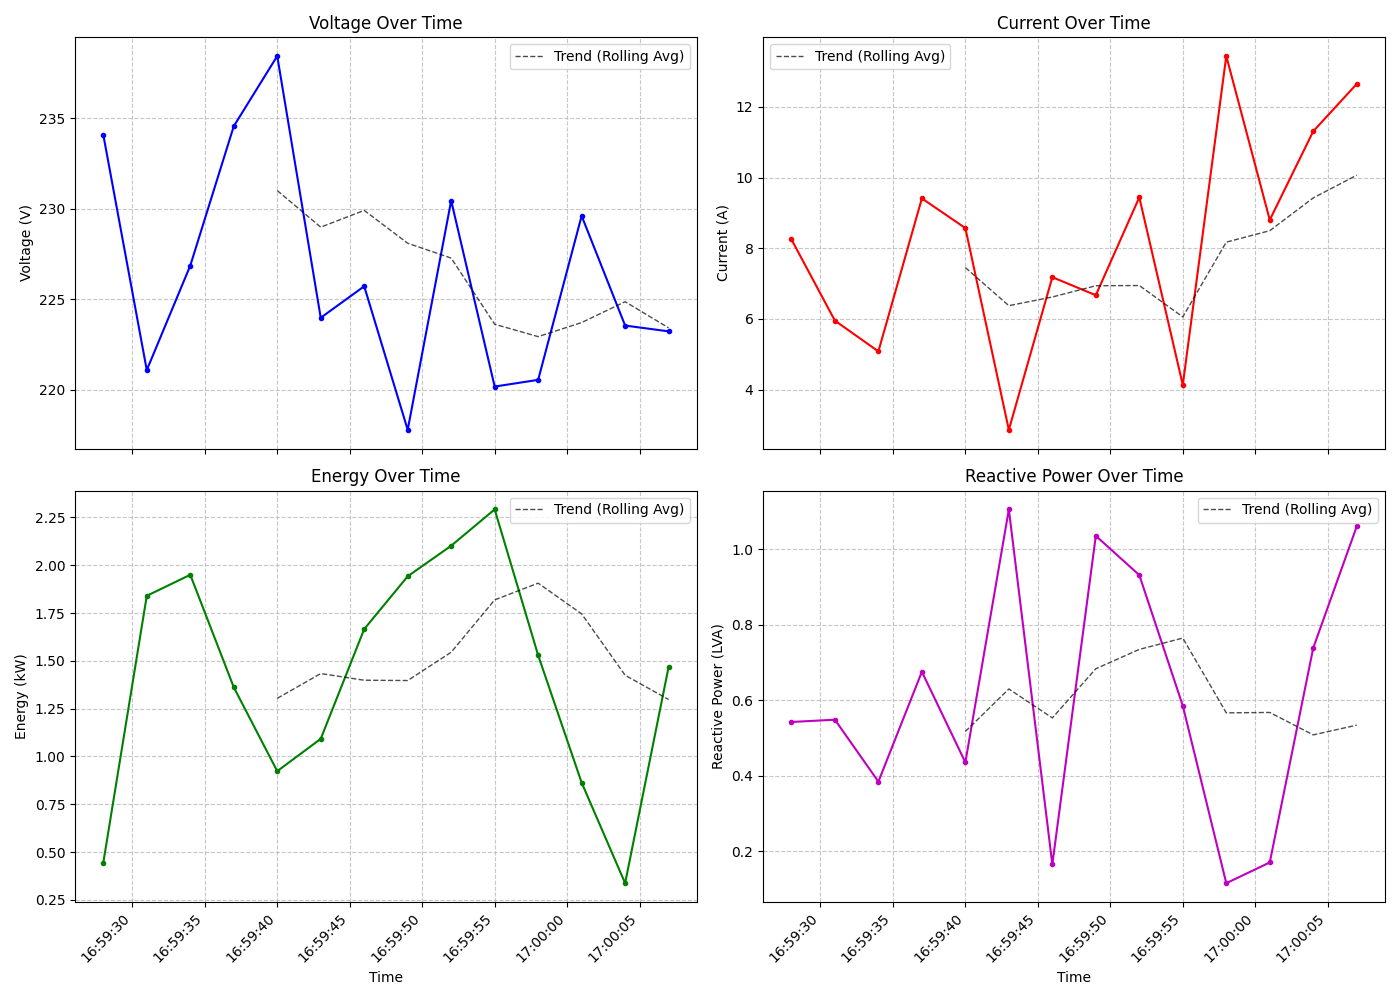 Voltage Over Time
Trend (Rolling Avg)
Voltage (V)
235
230
225
220
Current Over Time
Trend (Rolling Avg)
Current (A)
12
10
8
6
4
Energy Over Time
Trend (Rolling Avg)
Energy (kW)
2.25
2.00
1.75
1.50
1.25
1.00
0.75
0.50
0.25
16:59:30
16:59:35
16:59:40
16:59:45
16:59:50
16:59:55
17:00:00
17:00:05
Time
Reactive Power Over Time
Trend (Rolling Avg)
Reactive Power (LVA)
1.0
0.8
0.6
0.4
0.2
16:59:30
16:59:35
16:59:40
16:59:45
16:59:50
16:59:55
17:00:00
17:00:05
Time